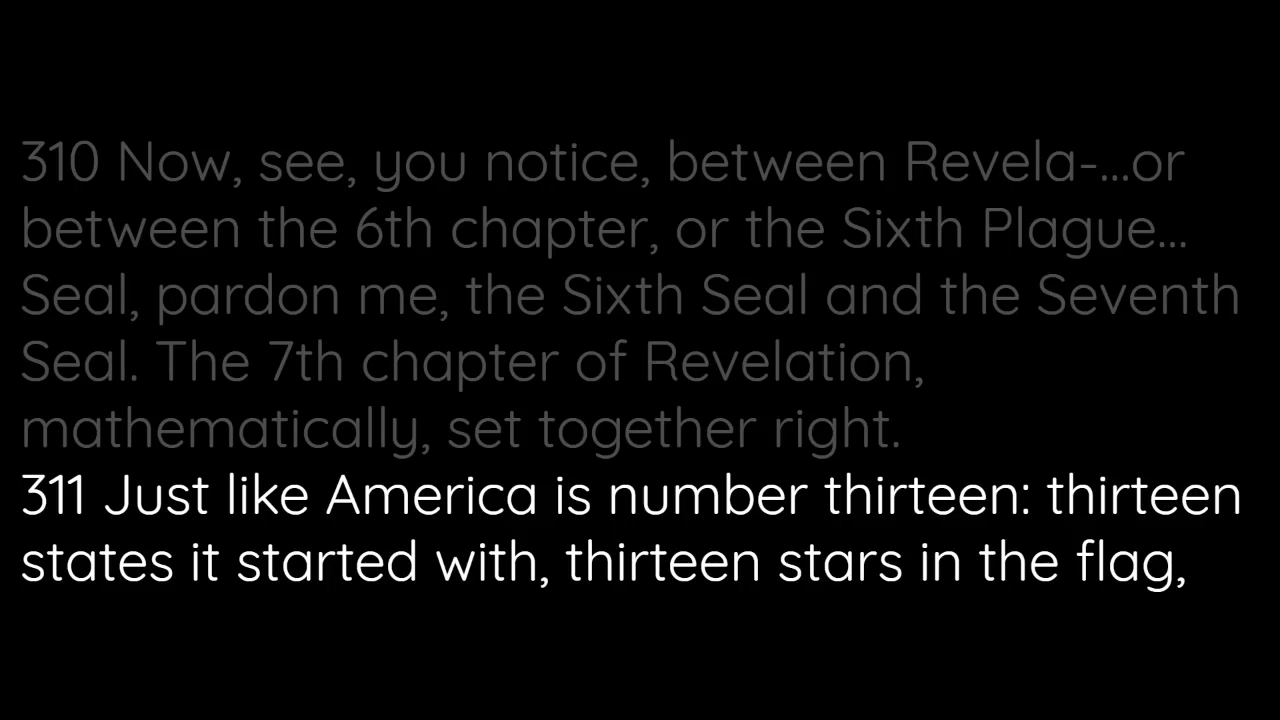 310 Now, see, you notice, between Revela-...or
between the 6th chapter, or the Sixth Plague...
Seal, pardon me, the Sixth Seal and the Seventh
Seal. The 7th chapter of Revelation,
mathematically, set together right.
311 Just like America is number thirteen: thirteen
states it started with, thirteen stars in the flag,